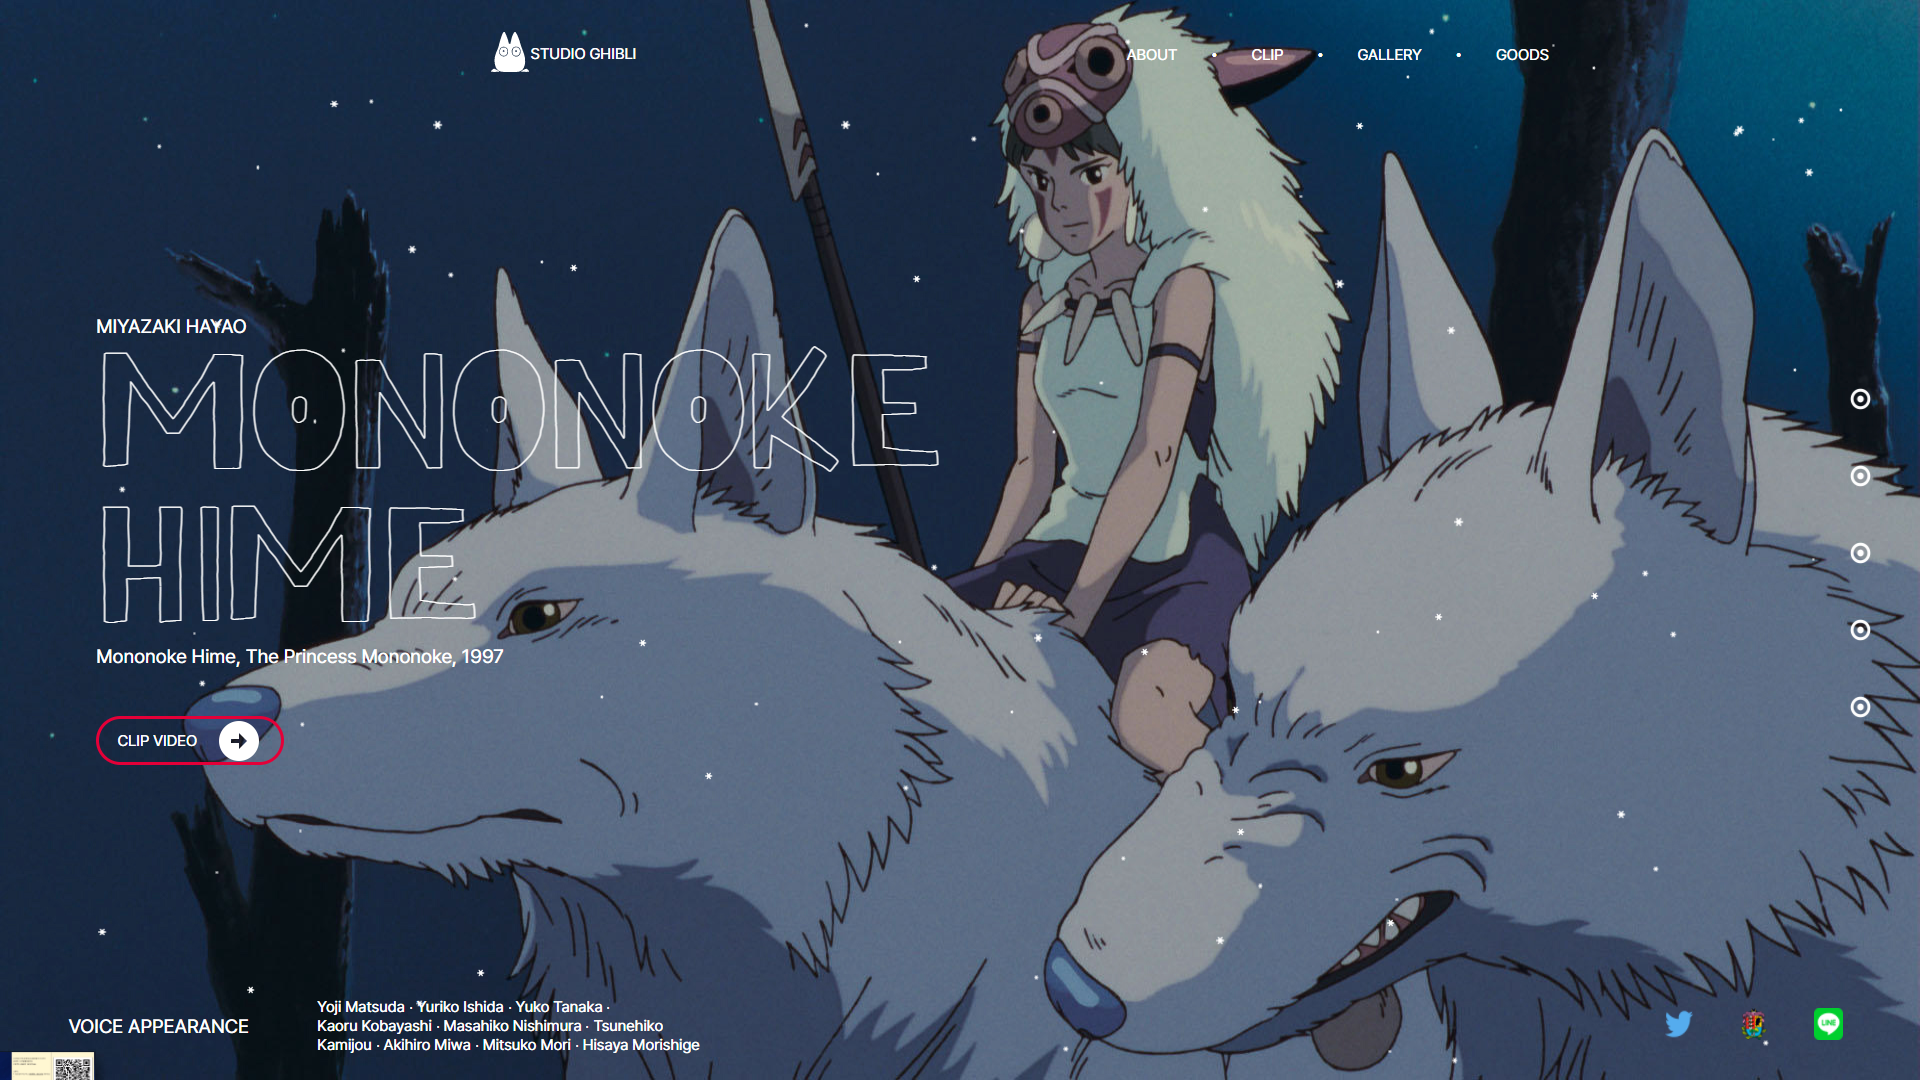 STUDIO GHIBLI
ABOUT • CLIP • GALLERY • GOODS
MIYAZAKI HAYAO
MONONOKE
HIME
Mononoke Hime, The Princess Mononoke, 1997
CLIP VIDEO
VOICE APPEARANCE
Yoji Matsuda · Yuriko Ishida · Yuko Tanaka ·
Kaoru Kobayashi · Masahiko Nishimura · Tsunehiko
Kamijou · Akihiro Miwa · Mitsuko Mori · Hisaya Morishige
LINE